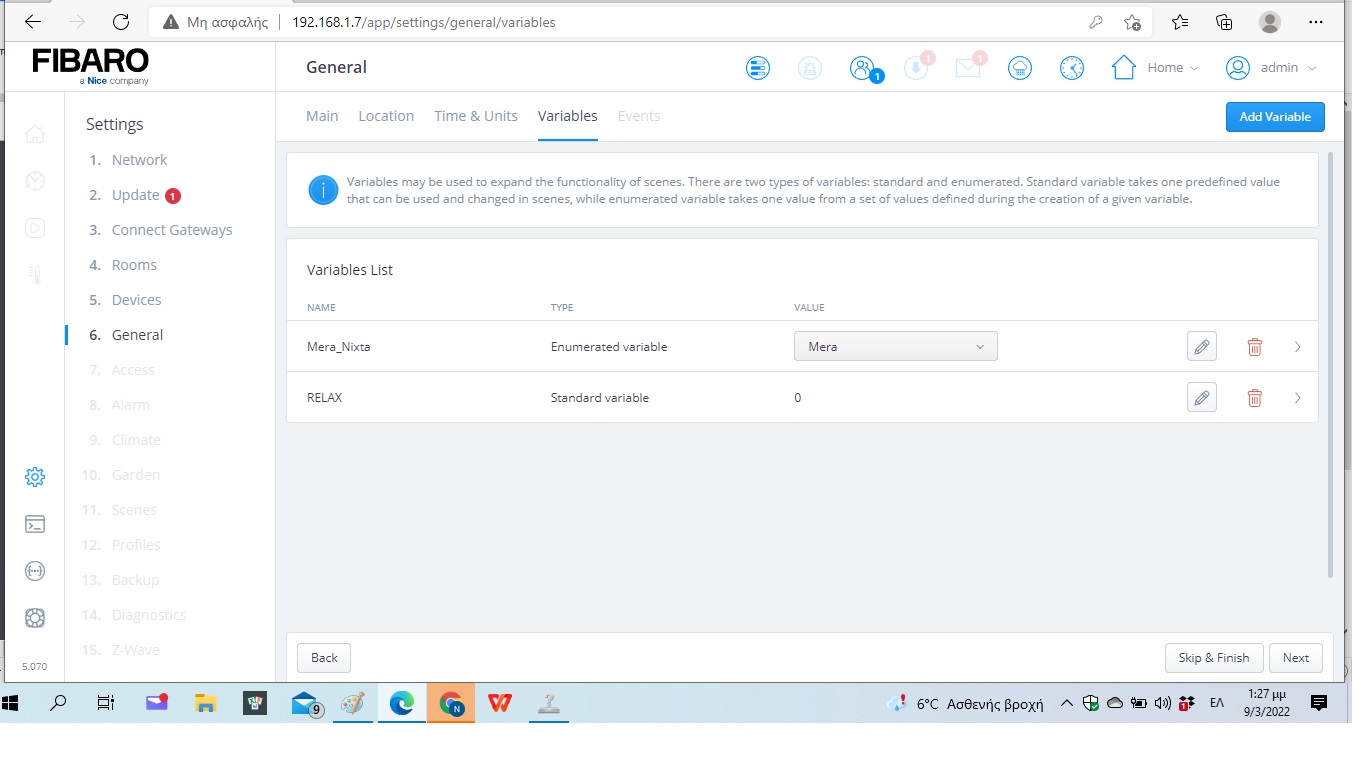 Μη ασφαλής 192.168.1.7/app/settings/general/variables
FIBARO
a Nice company
General
1
1
1
Home
admin
Settings
1. Network
2. Update 1
3. Connect Gateways
4. Rooms
5. Devices
6. General
7. Access
8. Alarm
9. Climate
10. Garden
11. Scenes
12. Profiles
13. Backup
14. Diagnostics
15. Z-Wave
5.070
Main Location Time & Units Variables Events
Add Variable
Variables may be used to expand the functionality of scenes. There are two types of variables: standard and enumerated. Standard variable takes one predefined value
that can be used and changed in scenes, while enumerated variable takes one value from a set of values defined during the creation of a given variable.
Variables List
NAME TYPE VALUE
Mera_Nixta Enumerated variable Mera
RELAX Standard variable 0
Back Skip & Finish Next
9 N W 6°C Ασθενής βροχή 1 ΕΛ 1:27 μμ
9/3/2022